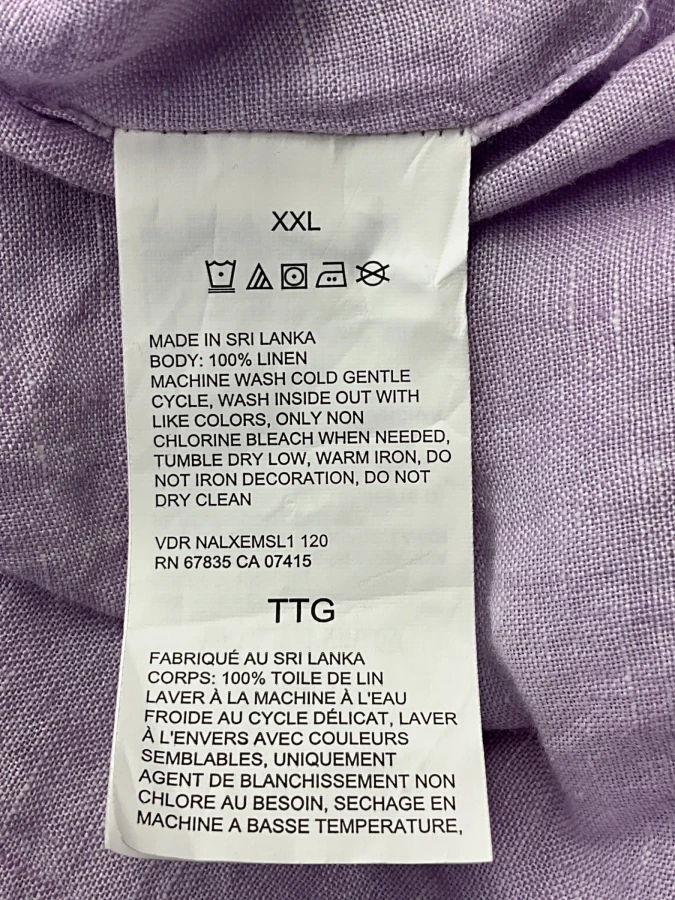 XXL
MADE IN SRI LANKA
BODY: 100% LINEN
MACHINE WASH COLD GENTLE
CYCLE, WASH INSIDE OUT WITH
LIKE COLORS, ONLY NON
CHLORINE BLEACH WHEN NEEDED,
TUMBLE DRY LOW, WARM IRON, DO
NOT IRON DECORATION, DO NOT
DRY CLEAN
VDR NALXEMSL1 120
RN 67835 CA 07415
TTG
FABRIQUÉ AU SRI LANKA
CORPS: 100% TOILE DE LIN
LAVER À LA MACHINE À L'EAU
FROIDE AU CYCLE DÉLICAT, LAVER
À L'ENVERS AVEC COULEURS
SEMBLABLES, UNIQUEMENT
AGENT DE BLANCHISSEMENT NON
CHLORE AU BESOIN, SECHAGE EN
MACHINE A BASSE TEMPERATURE,